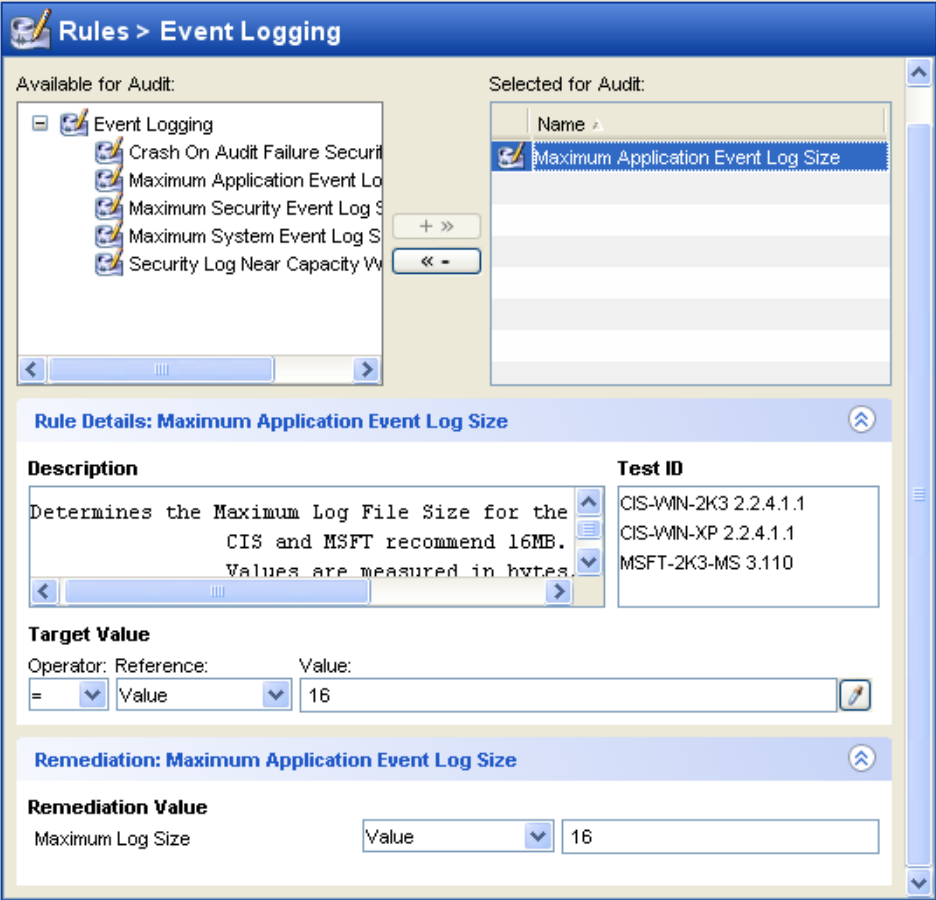 Rules > Event Logging
Available for Audit:
Selected for Audit:
Event Logging
Crash On Audit Failure Securit
Maximum Application Event Lo
Maximum Security Event Log S
Maximum System Event Log S
Security Log Near Capacity W
+ »
« -
Name
Maximum Application Event Log Size
Rule Details: Maximum Application Event Log Size
Description
Determines the Maximum Log File Size for the
CIS and MSFT recommend 16MB.
Values are measured in bytes.
Test ID
CIS-WIN-2K3 2.2.4.1.1
CIS-WIN-XP 2.2.4.1.1
MSFT-2K3-MS 3.110
Target Value
Operator: Reference: Value:
= Value 16
Remediation: Maximum Application Event Log Size
Remediation Value
Maximum Log Size Value 16